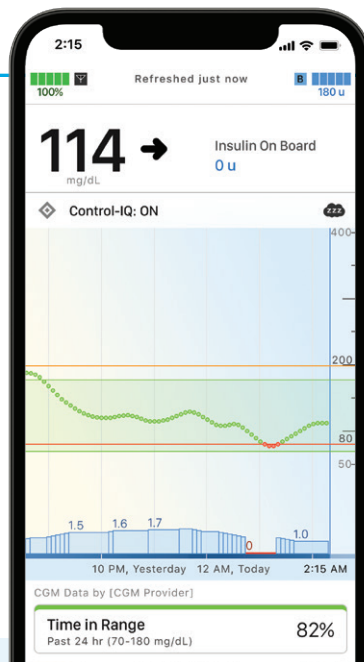 2:15
Refreshed just now
B
100%
180 u
114
mg/dL
Insulin On Board
0 u
Control-IQ: ON
zzz
400
200
80
50
1.5
1.6
1.7
0
1.0
10 PM, Yesterday
12 AM, Today
2:15 AM
CGM Data by [CGM Provider]
Time in Range
82%
Past 24 hr (70-180 mg/dL)